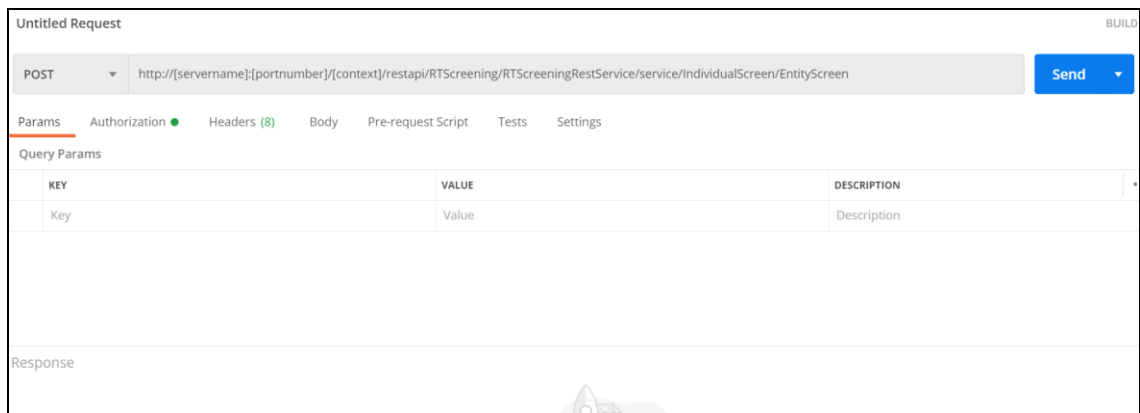 Untitled Request BUILD
POST http://[servername]:[portnumber]/[context]/restapi/RTScreening/RTScreeningRestService/service/IndividualScreen/EntityScreen Send
Params Authorization Headers (8) Body Pre-request Script Tests Settings
Query Params
KEY VALUE DESCRIPTION
Key Value Description
Response